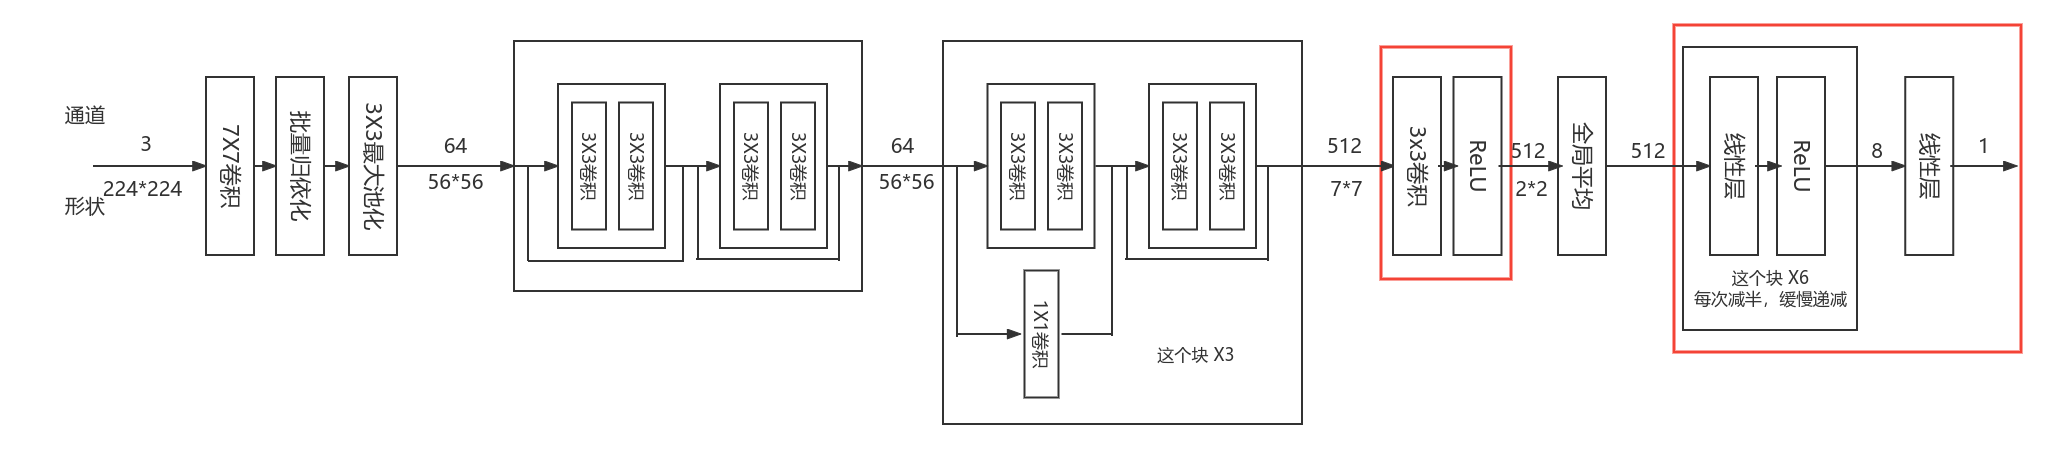 通道
形状
3
224*224
7X7卷积
批量归依化
3X3最大池化
64
56*56
3X3卷积
3X3卷积
3X3卷积
3X3卷积
64
56*56
3X3卷积
3X3卷积
1X1卷积
3X3卷积
3X3卷积
这个块 X3
512
7*7
3x3卷积
ReLU
512
2*2
全局平均
512
线性层
ReLU
这个块 X6
每次减半，缓慢递减
8
线性层
1